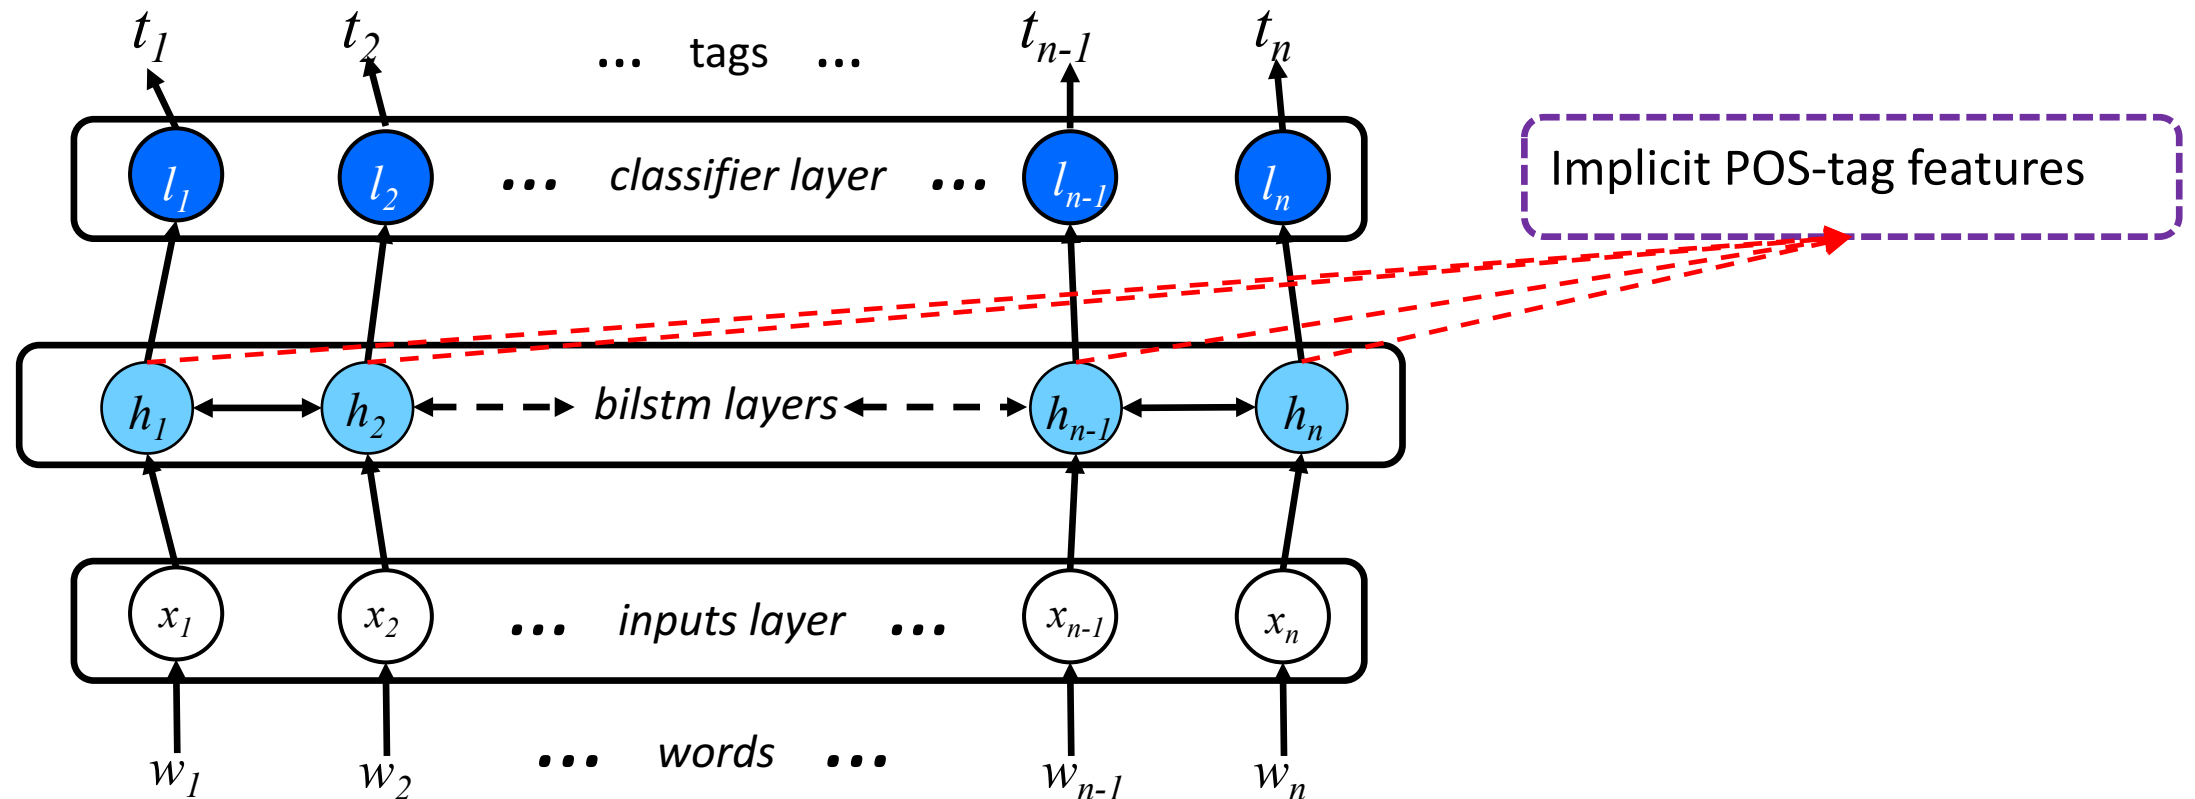 t1 t2 ... tags ... tn-1 tn
l1 l2 ... classifier layer ... ln-1 ln
Implicit POS-tag features
h1 h2 bilstm layers hn-1 hn
x1 x2 ... inputs layer ... xn-1 xn
w1 w2 ... words ... wn-1 wn